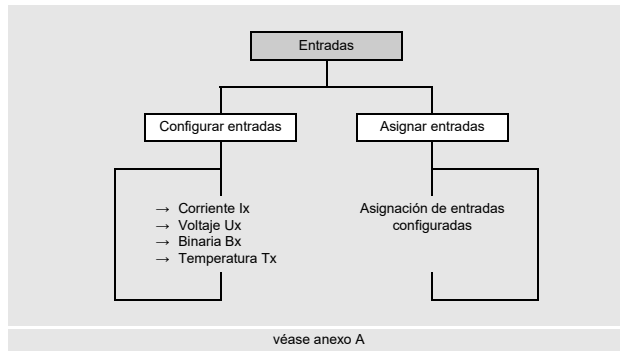 Entradas
Configurar entradas
Asignar entradas
→ Corriente Ix
→ Voltaje Ux
→ Binaria Bx
→ Temperatura Tx
Asignación de entradas
configuradas
véase anexo A